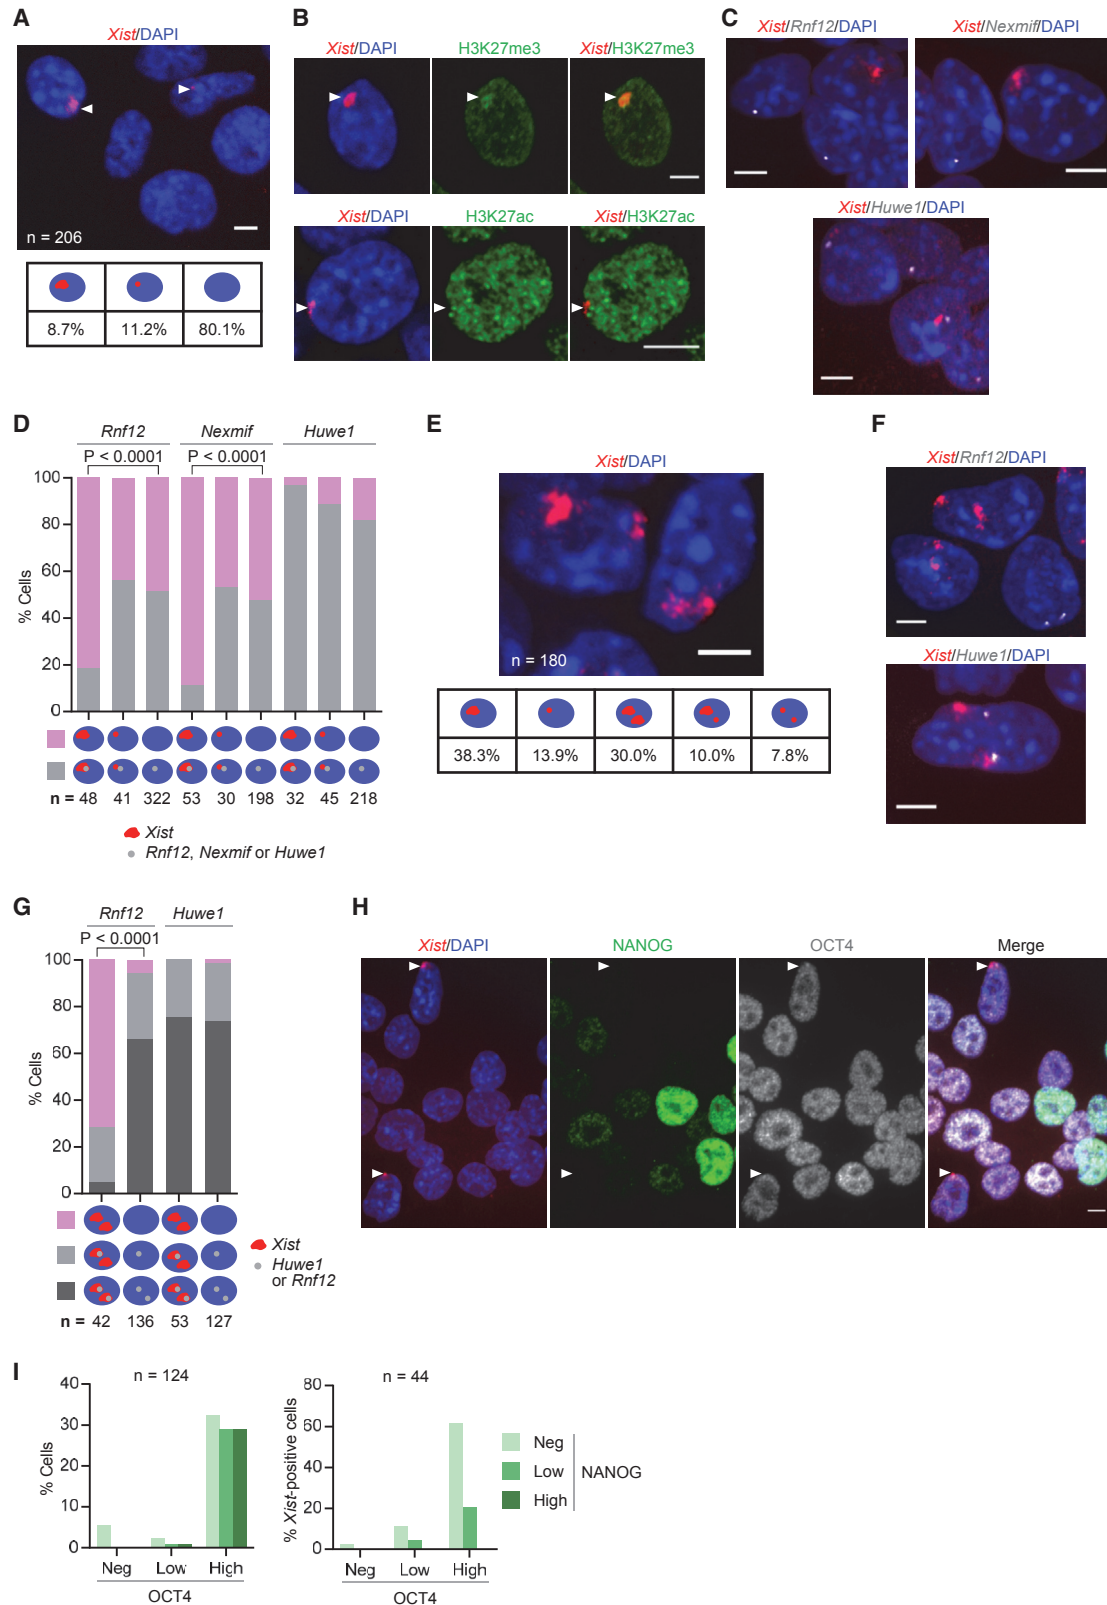 A
Xist/DAPI
n = 206
8.7% 11.2% 80.1%
B
Xist/DAPI H3K27me3 Xist/H3K27me3
Xist/DAPI H3K27ac Xist/H3K27ac
C
Xist/Rnf12/DAPI Xist/Nexmif/DAPI
Xist/Huwe1/DAPI
D
Rnf12 Nexmif Huwe1
P < 0.0001 P < 0.0001
100
80
60
40
20
0
% Cells
n = 48 41 322 53 30 198 32 45 218
Xist
Rnf12, Nexmif or Huwe1
E
Xist/DAPI
n = 180
38.3% 13.9% 30.0% 10.0% 7.8%
F
Xist/Rnf12/DAPI
Xist/Huwe1/DAPI
G
Rnf12 Huwe1
P < 0.0001
100
80
60
40
20
0
% Cells
Xist
Huwe1
or Rnf12
n = 42 136 53 127
H
Xist/DAPI NANOG OCT4 Merge
I
n = 124
40
30
20
10
0
% Cells
Neg Low High
OCT4
n = 44
80
60
40
20
0
% Xist-positive cells
Neg Low High
OCT4
Neg
Low
High
NANOG